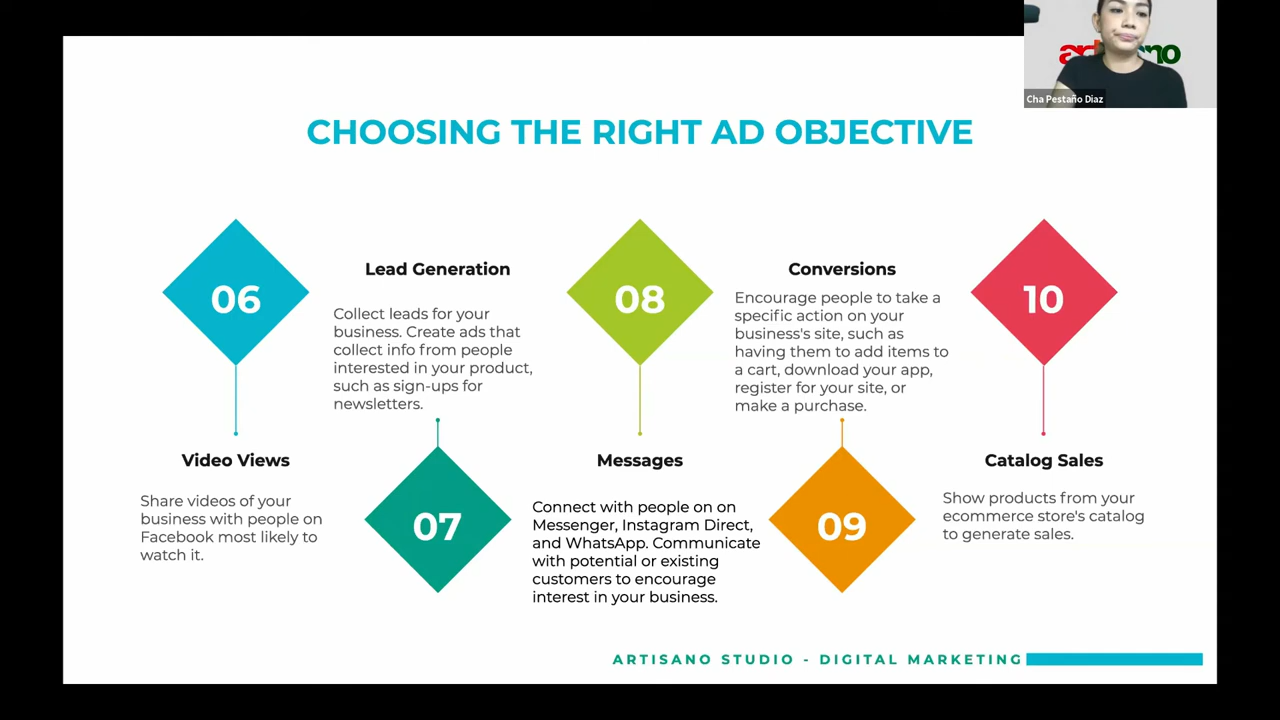 CHOOSING THE RIGHT AD OBJECTIVE
Cha Pestaño Diaz
06
Video Views
Share videos of your
business with people on
Facebook most likely to
watch it.
Lead Generation
Collect leads for your
business. Create ads that
collect info from people
interested in your product,
such as sign-ups for
newsletters.
07
08
Messages
Connect with people on on
Messenger, Instagram Direct,
and WhatsApp. Communicate
with potential or existing
customers to encourage
interest in your business.
Conversions
Encourage people to take a
specific action on your
business's site, such as
having them to add items to
a cart, download your app,
register for your site, or
make a purchase.
09
10
Catalog Sales
Show products from your
ecommerce store's catalog
to generate sales.
ARTISANO STUDIO - DIGITAL MARKETING